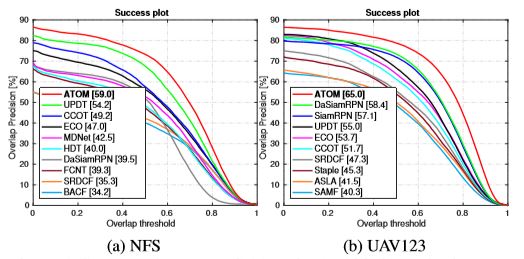 Success plot
Overlap Precision [%]
90
80
70
60
50
40
30
20
10
0
ATOM [59.0]
UPDT [54.2]
CCOT [49.2]
ECO [47.0]
MDNet [42.5]
HDT [40.0]
DaSiamRPN [39.5]
FCNT [39.3]
SRDCF [35.3]
BACF [34.2]
0 0.2 0.4 0.6 0.8 1
Overlap threshold
(a) NFS
Success plot
Overlap Precision [%]
90
80
70
60
50
40
30
20
10
0
ATOM [65.0]
DaSiamRPN [58.4]
SiamRPN [57.1]
UPDT [55.0]
ECO [53.7]
CCOT [51.7]
SRDCF [47.3]
Staple [45.3]
ASLA [41.5]
SAMF [40.3]
0 0.2 0.4 0.6 0.8 1
Overlap threshold
(b) UAV123